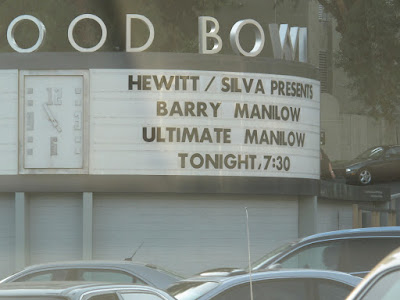 OOD BOWl
HEWITT / SILVA PRESENTS
BARRY MANILOW
ULTIMATE MANILOW
TONIGHT, 7:30